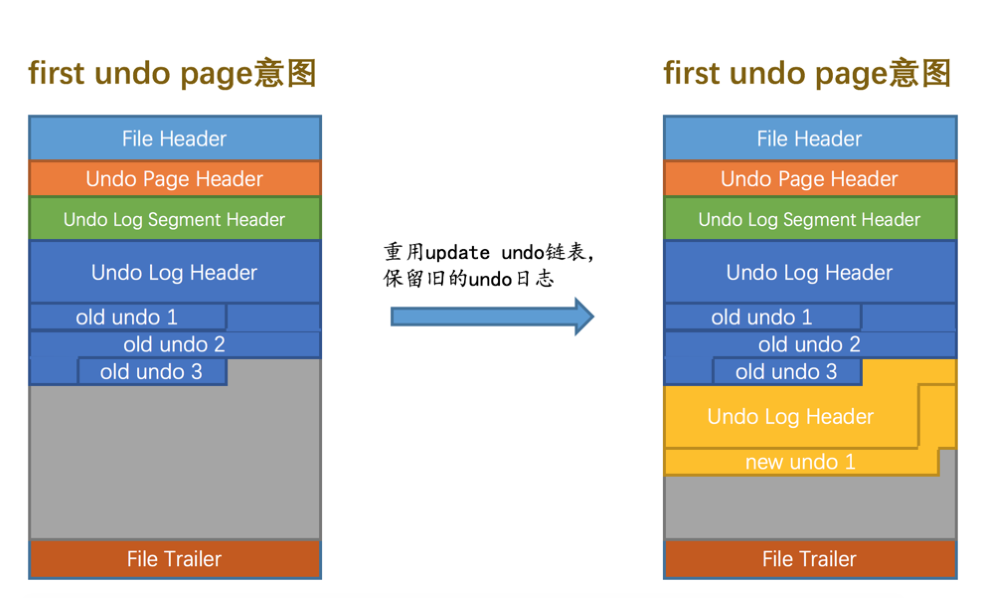 first undo page意图
File Header
Undo Page Header
Undo Log Segment Header
Undo Log Header
old undo 1
old undo 2
old undo 3
File Trailer
重用update undo链表,
保留旧的undo日志
first undo page意图
File Header
Undo Page Header
Undo Log Segment Header
Undo Log Header
old undo 1
old undo 2
old undo 3
Undo Log Header
new undo 1
File Trailer